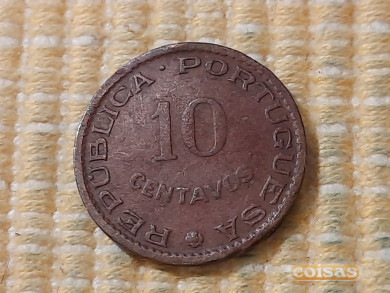 REPUBLICA · PORTUGUESA
10
CENTAVOS
coisas